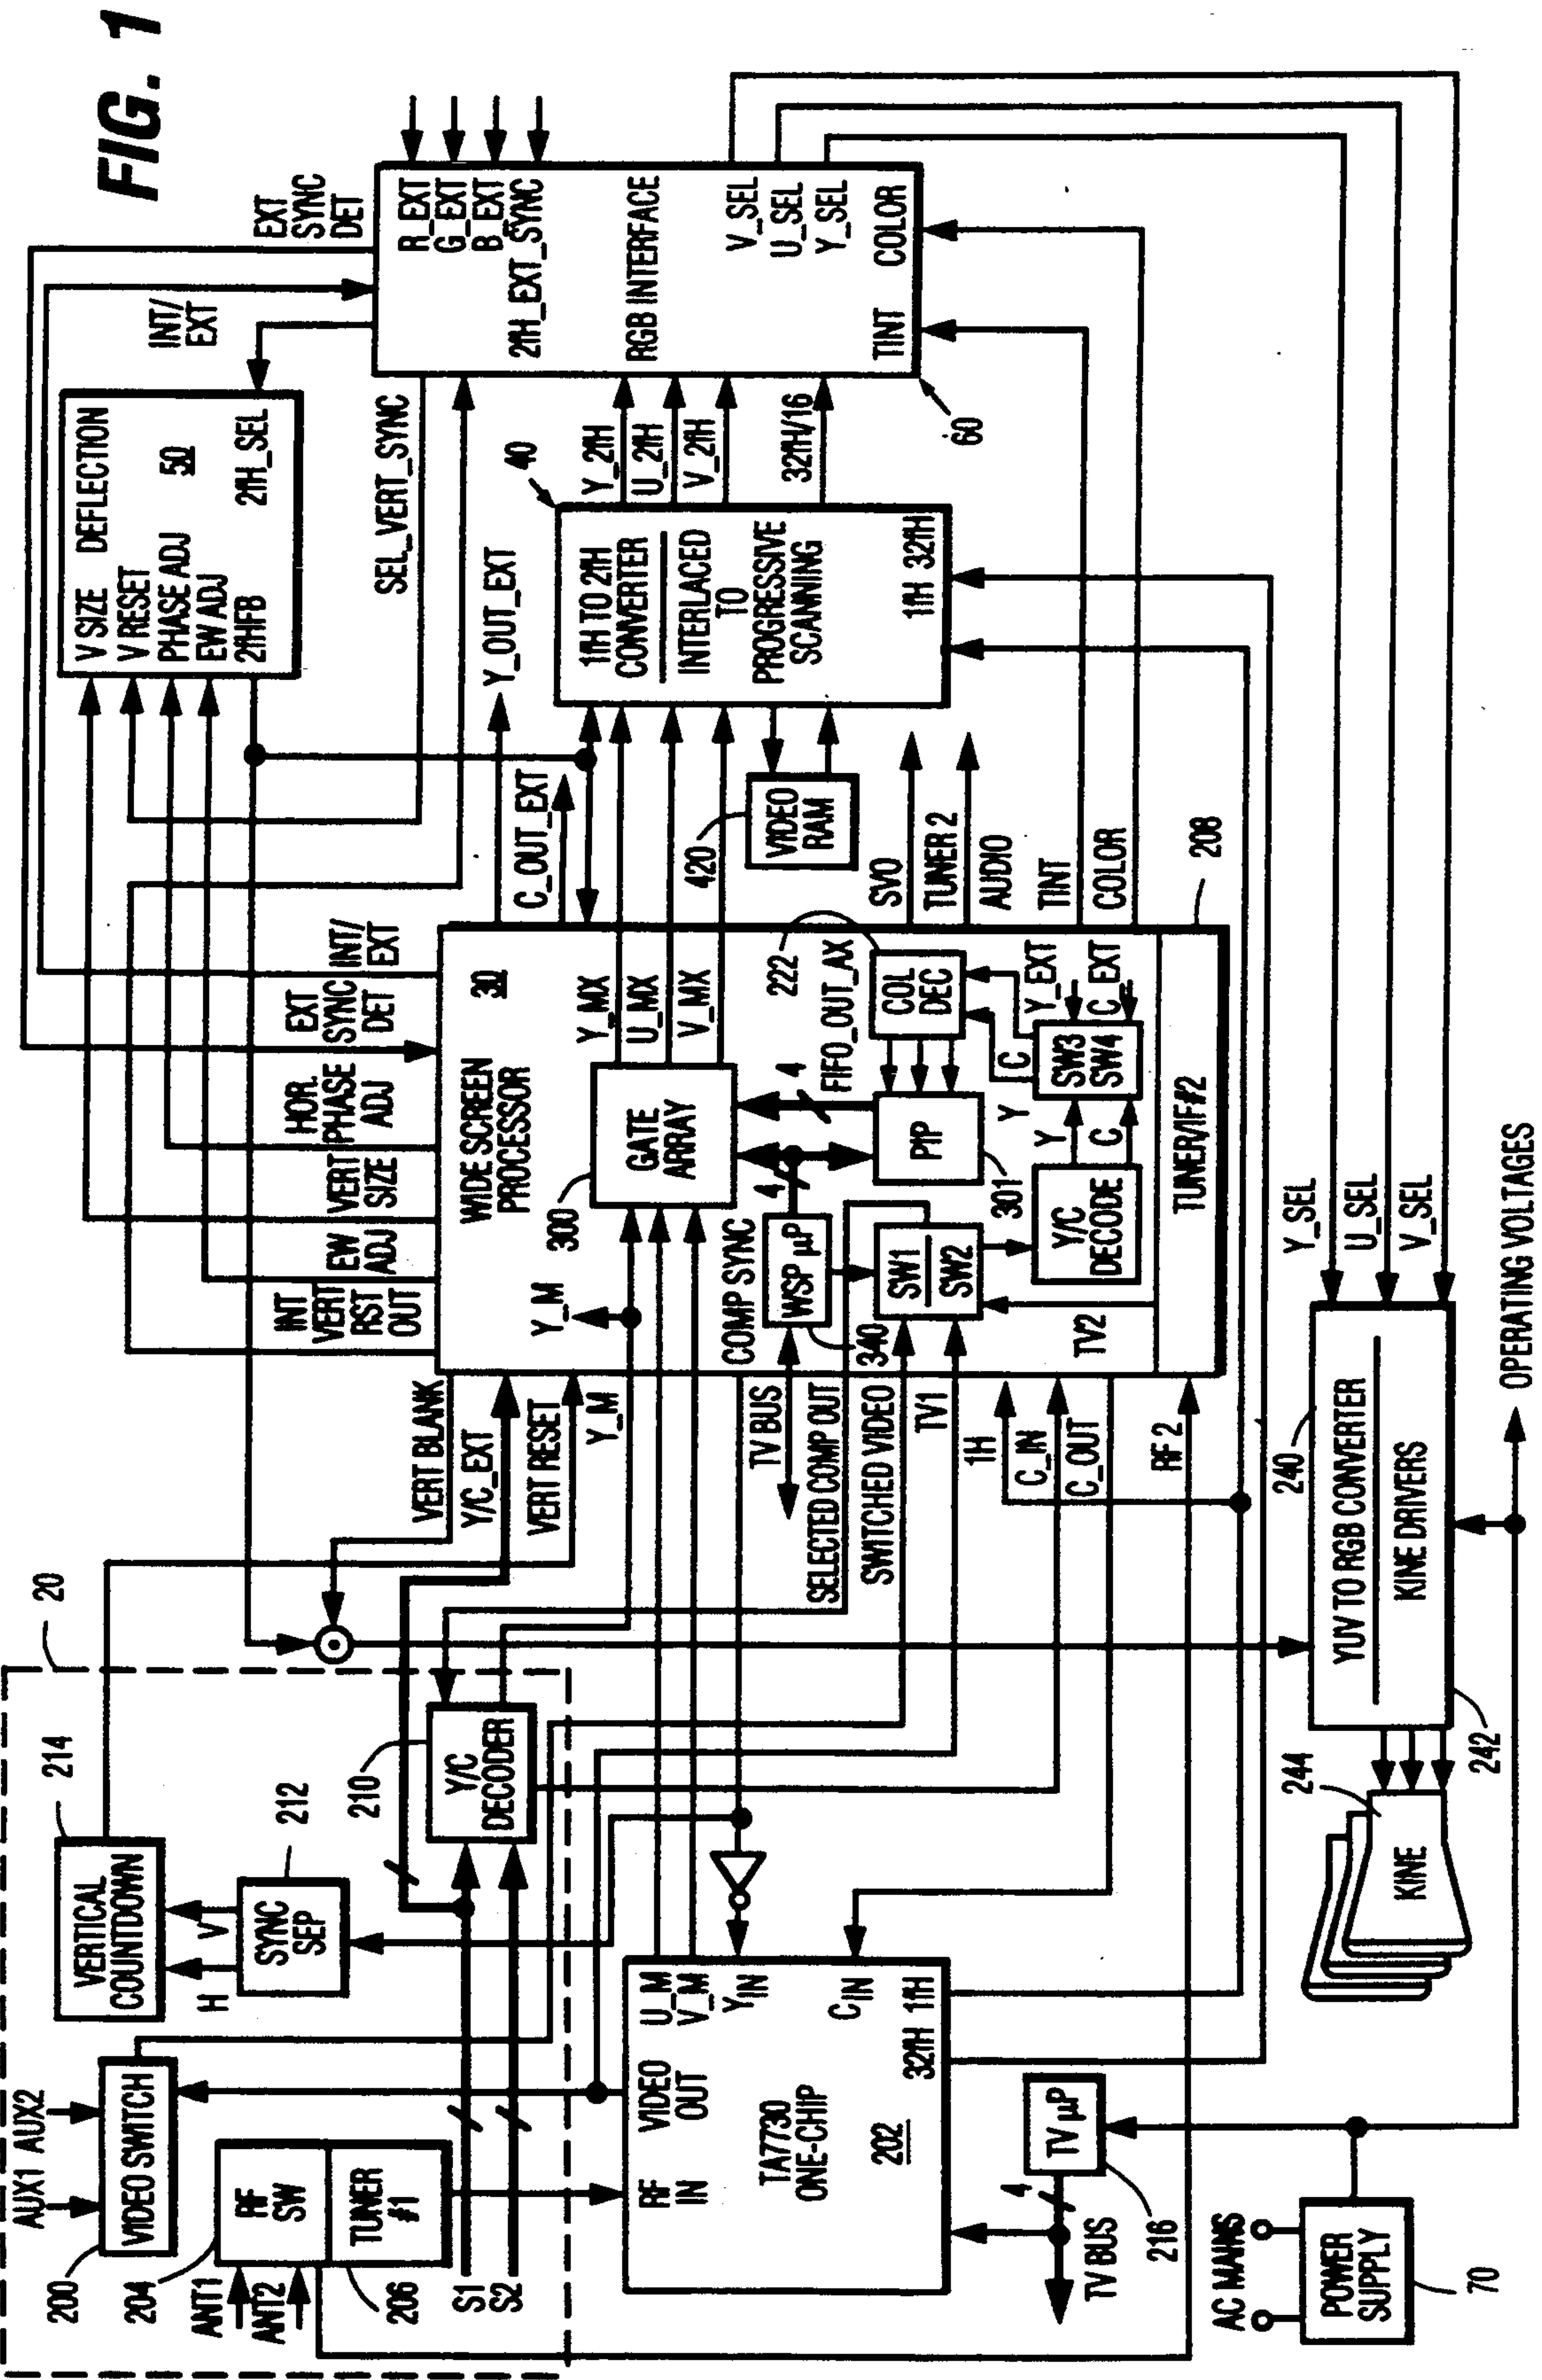 FIG. 1
20
AUX1
AUX2
VIDEO SWITCH
200
ANT1
ANT2
204
RF
SW
TUNER
#1
206
S1
S2
VERTICAL
COUNTDOWN
214
H
V
SYNC
SEP
212
Y/C
DECODER
210
RF
IN
VIDEO
OUT
U_M
V_M
YIN
CIN
TA7730
ONE-CHIP
202
32fH
1fH
TV µP
216
4
TV BUS
AC MAINS
POWER
SUPPLY
70
OPERATING VOLTAGES
KINE
244
YUV TO RGB CONVERTER
KINE DRIVERS
240
242
Y_SEL
U_SEL
V_SEL
VERT BLANK
Y/C_EXT
VERT RESET
Y_M
TV BUS
SELECTED COMP OUT
SWITCHED VIDEO
TV1
1H
C_IN
C_OUT
RF 2
INT
VERT
RST
OUT
EW
ADJ
VERT
SIZE
HOR.
PHASE
ADJ
EXT
SYNC
DET
INT/
EXT
WIDE SCREEN
PROCESSOR
30
Y_M
300
GATE
ARRAY
Y_MX
U_MX
V_MX
COMP SYNC
WSP µP
340
4
4
FIFO_OUT_AX
PIP
301
COL
DEC
222
SW1
SW2
TV2
Y/C
DECODE
Y
C
Y
C
SW3
SW4
Y_EXT
C_EXT
TUNER/IF#2
208
SVO
TUNER 2
AUDIO
TINT
COLOR
C_OUT_EXT
Y_OUT_EXT
VIDEO
RAM
420
V SIZE
DEFLECTION
V RESET
PHASE ADJ
50
EW ADJ
2fHFB
2fH_SEL
SEL_VERT_SYNC
40
1fH TO 2fH
CONVERTER
INTERLACED
TO
PROGRESSIVE
SCANNING
1fH
32fH
Y_2fH
U_2fH
V_2fH
32fH/16
60
INT/
EXT
EXT
SYNC
DET
R_EXT
G_EXT
B_EXT
2fH_EXT_SYNC
RGB INTERFACE
V_SEL
U_SEL
Y_SEL
TINT
COLOR